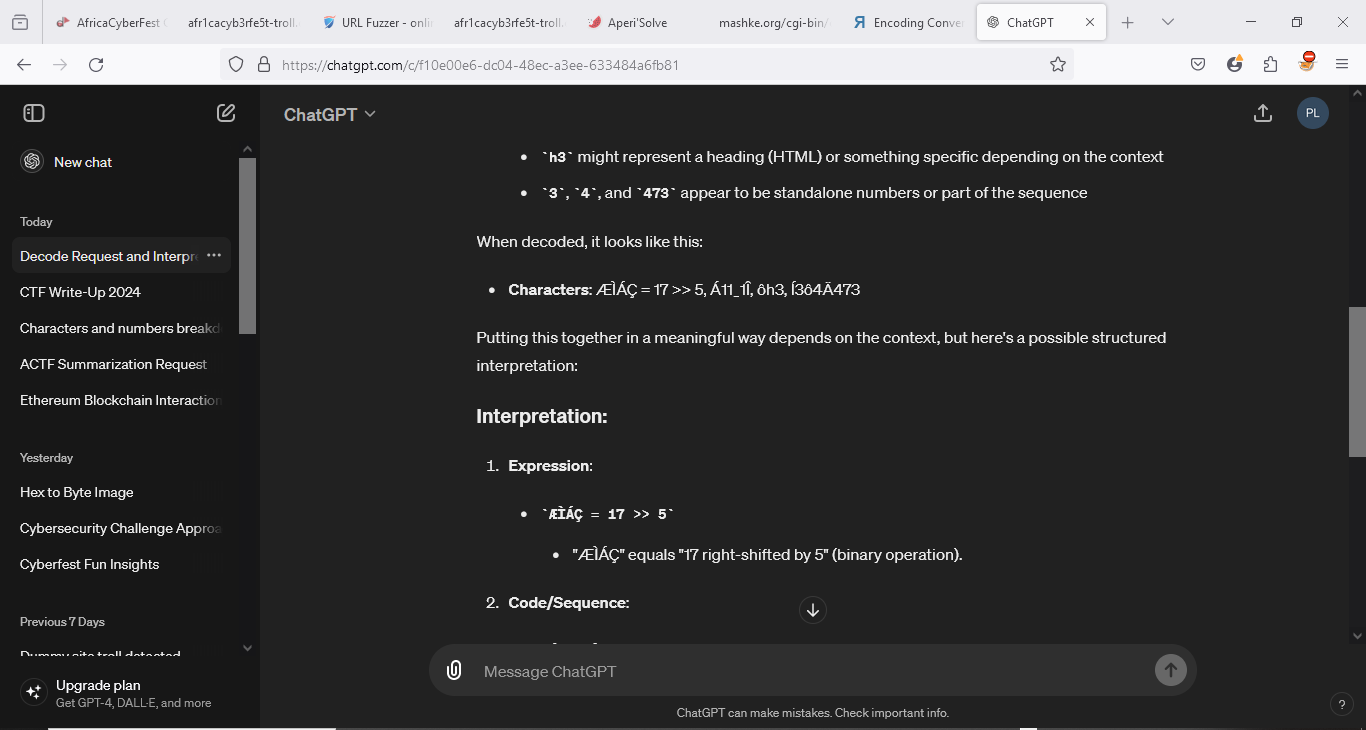 AfricaCyberFest C
afr1cacyb3rfe5t-troll.
URL Fuzzer - onli
afr1cacyb3rfe5t-troll.
Aperi'Solve
mashke.org/cgi-bin/
Encoding Conver
ChatGPT
https://chatgpt.com/c/f10e00e6-dc04-48ec-a3ee-633484a6fb81
ChatGPT
PL
New chat
Today
Decode Request and Interpre
CTF Write-Up 2024
Characters and numbers breakd
ACTF Summarization Request
Ethereum Blockchain Interaction
Yesterday
Hex to Byte Image
Cybersecurity Challenge Approa
Cyberfest Fun Insights
Previous 7 Days
Dummy site troll detected
Upgrade plan
Get GPT-4, DALL·E, and more
• `h3` might represent a heading (HTML) or something specific depending on the context
• `3`, `4`, and `473` appear to be standalone numbers or part of the sequence
When decoded, it looks like this:
• Characters: ÆÌÁÇ = 17 >> 5, Á11_1Î, ôh3, Í3ô4Ã473
Putting this together in a meaningful way depends on the context, but here's a possible structured
interpretation:
Interpretation:
1. Expression:
• `ÆÌÁÇ = 17 >> 5`
• "ÆÌÁÇ" equals "17 right-shifted by 5" (binary operation).
2. Code/Sequence:
Message ChatGPT
ChatGPT can make mistakes. Check important info.
?